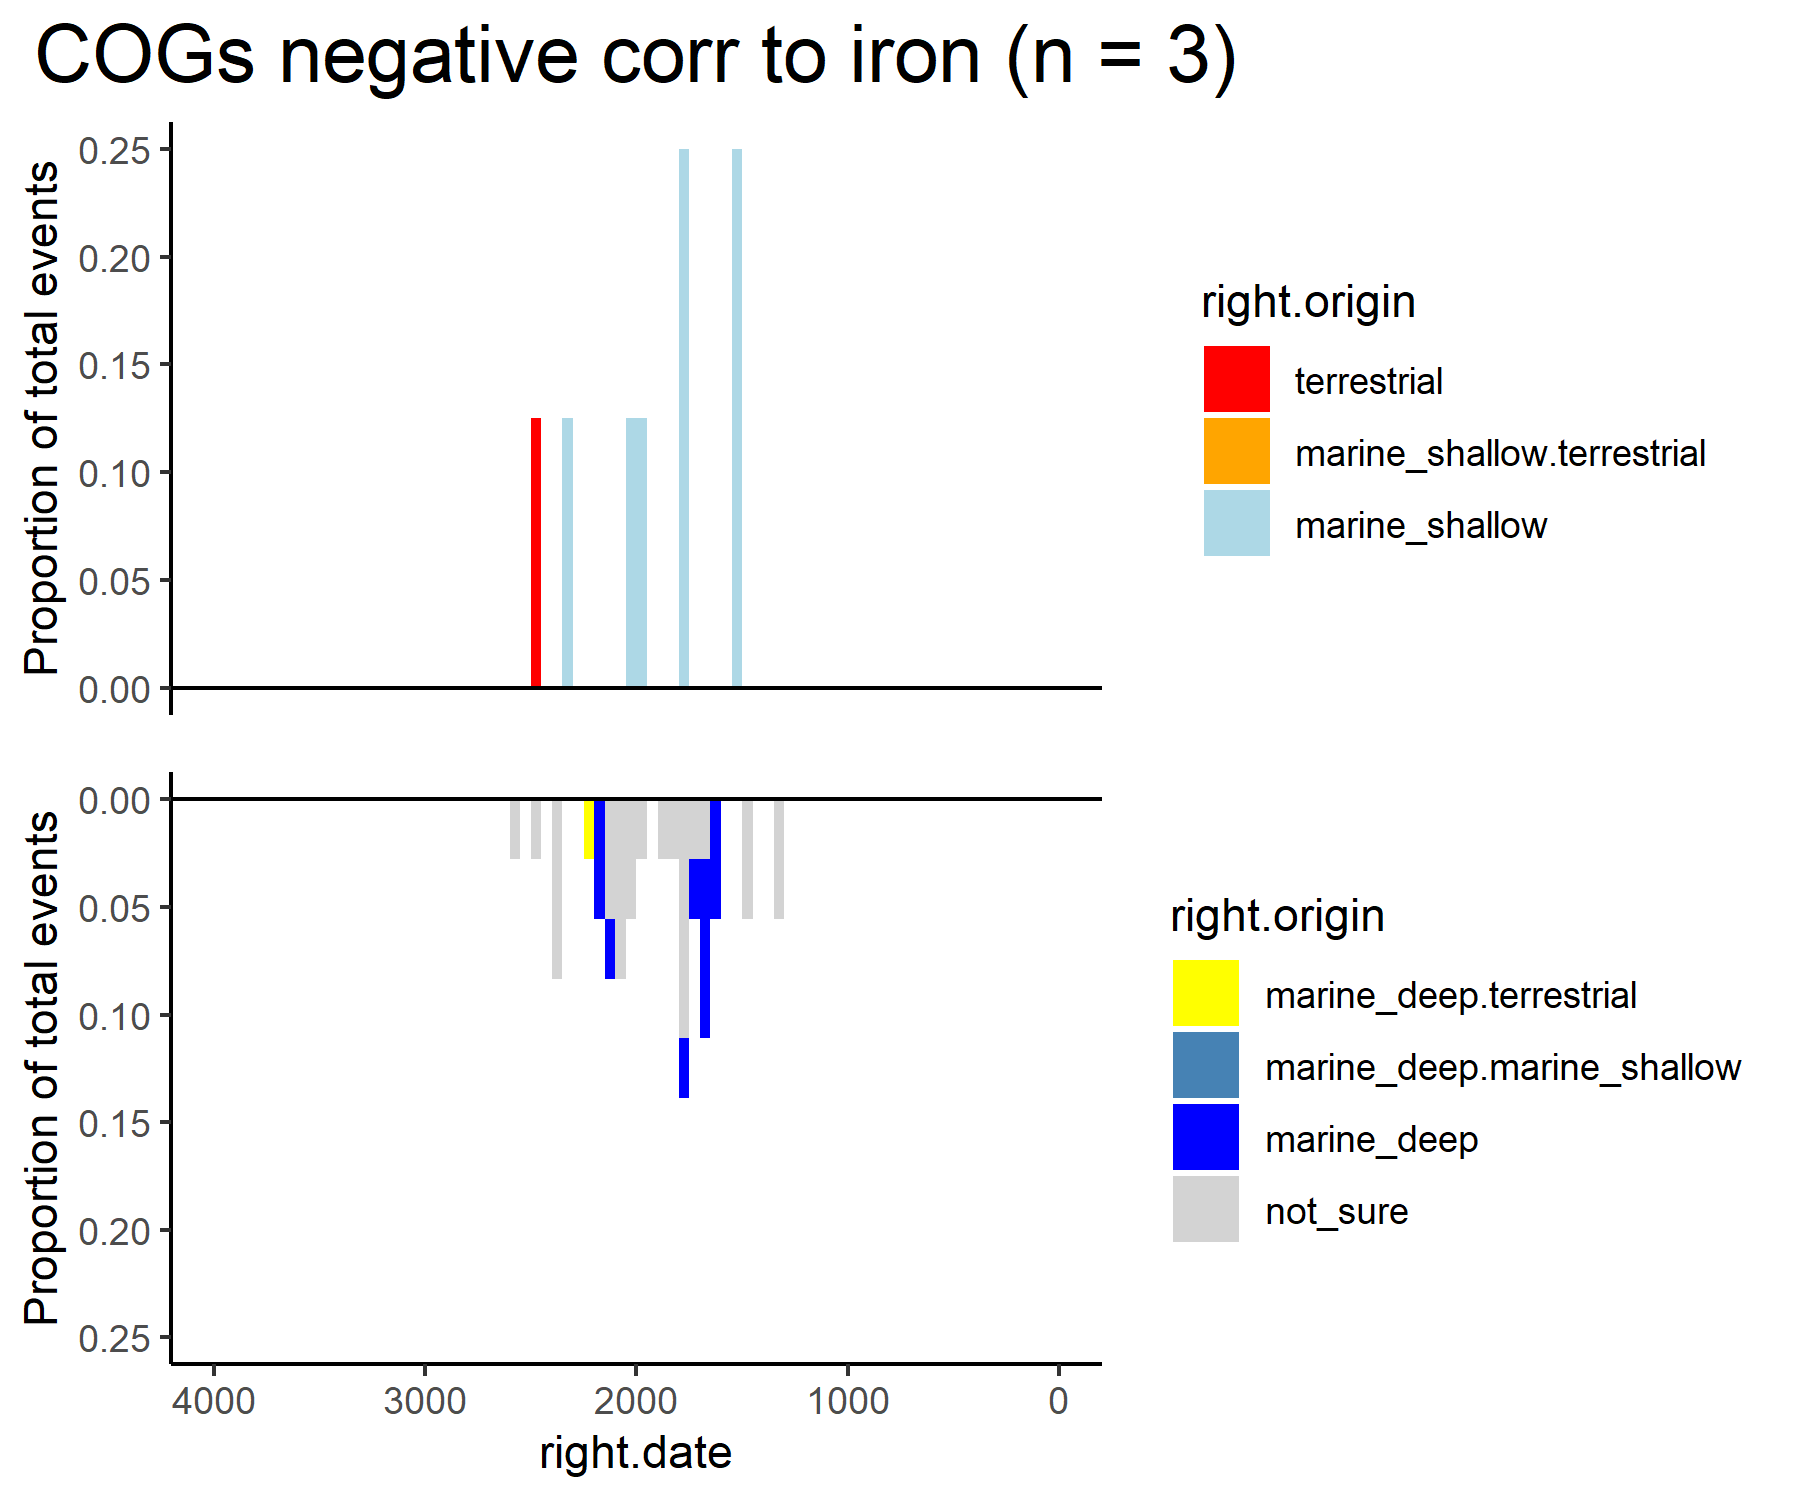 COGs negative corr to iron (n = 3)
Proportion of total events
0.25
0.20
0.15
0.10
0.05
0.00
right.origin
terrestrial
marine_shallow.terrestrial
marine_shallow
Proportion of total events
0.00
0.05
0.10
0.15
0.20
0.25
4000 3000 2000 1000 0
right.date
right.origin
marine_deep.terrestrial
marine_deep.marine_shallow
marine_deep
not_sure